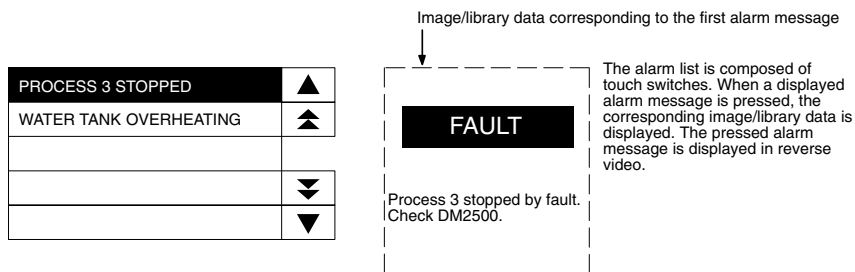 Image/library data corresponding to the first alarm message
PROCESS 3 STOPPED
WATER TANK OVERHEATING
FAULT
Process 3 stopped by fault.
Check DM2500.
The alarm list is composed of
touch switches. When a displayed
alarm message is pressed, the
corresponding image/library data is
displayed. The pressed alarm
message is displayed in reverse
video.